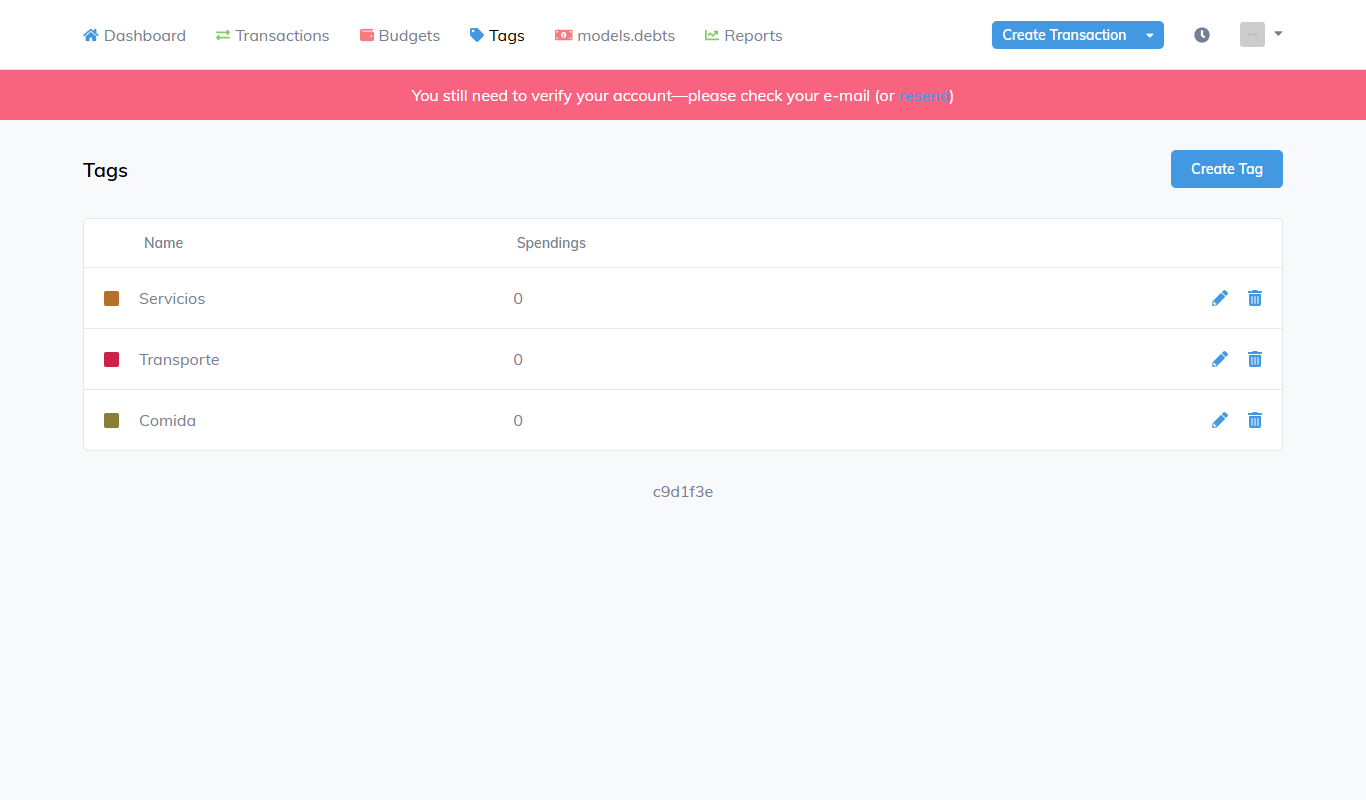 Dashboard Transactions Budgets Tags models.debts Reports Create Transaction
You still need to verify your account—please check your e-mail (or resend)
Tags Create Tag
Name Spendings
Servicios 0
Transporte 0
Comida 0
c9d1f3e